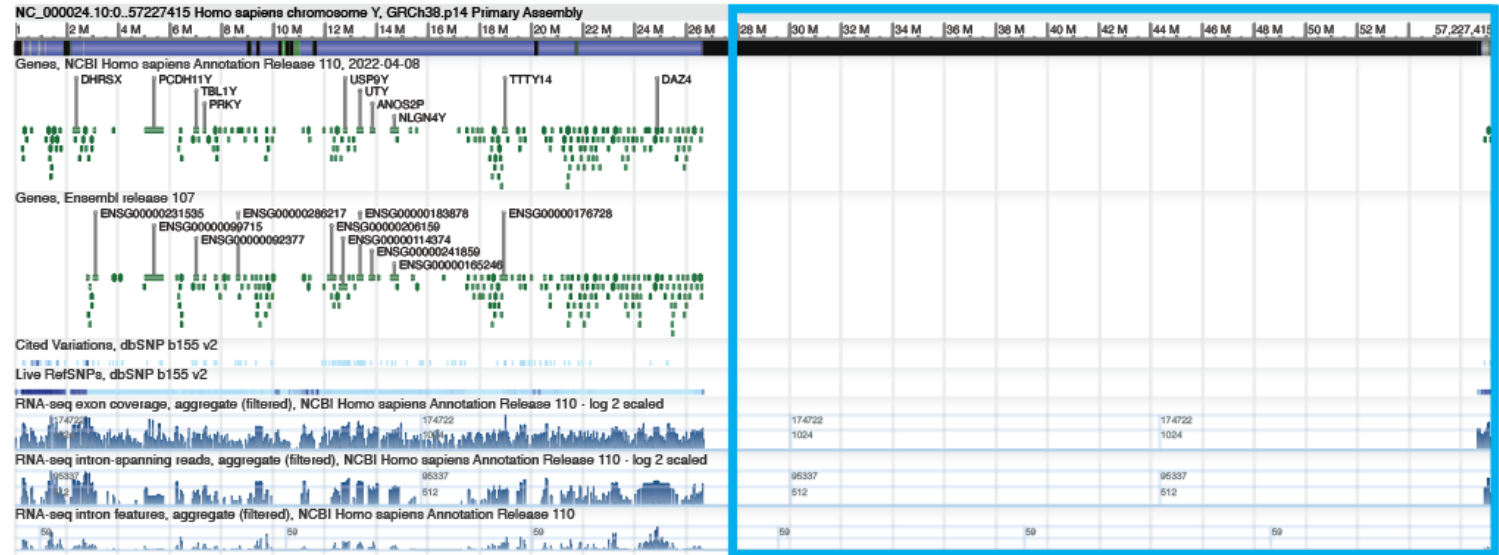 NC_000024.10:0..57227415 Homo sapiens chromosome Y, GRCh38.p14 Primary Assembly
1 2 M 4 M 6 M 8 M 10 M 12 M 14 M 16 M 18 M 20 M 22 M 24 M 26 M 28 M 30 M 32 M 34 M 36 M 38 M 40 M 42 M 44 M 46 M 48 M 50 M 52 M 57,227,415
Genes, NCBI Homo sapiens Annotation Release 110, 2022-04-08
DHRSX PCDH11Y USP9Y TTTY14 DAZ4
TBL1Y UTY
PRKY ANOS2P
NLGN4Y
Genes, Ensembl release 107
ENSG00000231535 ENSG00000286217 ENSG00000183878 ENSG00000176728
ENSG00000099715 ENSG00000206159
ENSG00000092377 ENSG00000114374
ENSG00000241859
ENSG00000165246
Cited Variations, dbSNP b155 v2
Live RefSNPs, dbSNP b155 v2
RNA-seq exon coverage, aggregate (filtered), NCBI Homo sapiens Annotation Release 110 - log 2 scaled
174722 174722 174722 174722
1024 1024 1024
RNA-seq intron-spanning reads, aggregate (filtered), NCBI Homo sapiens Annotation Release 110 - log 2 scaled
95337 95337 95337 95337
512 512 512 512
RNA-seq intron features, aggregate (filtered), NCBI Homo sapiens Annotation Release 110
59 59 59 59 59 59